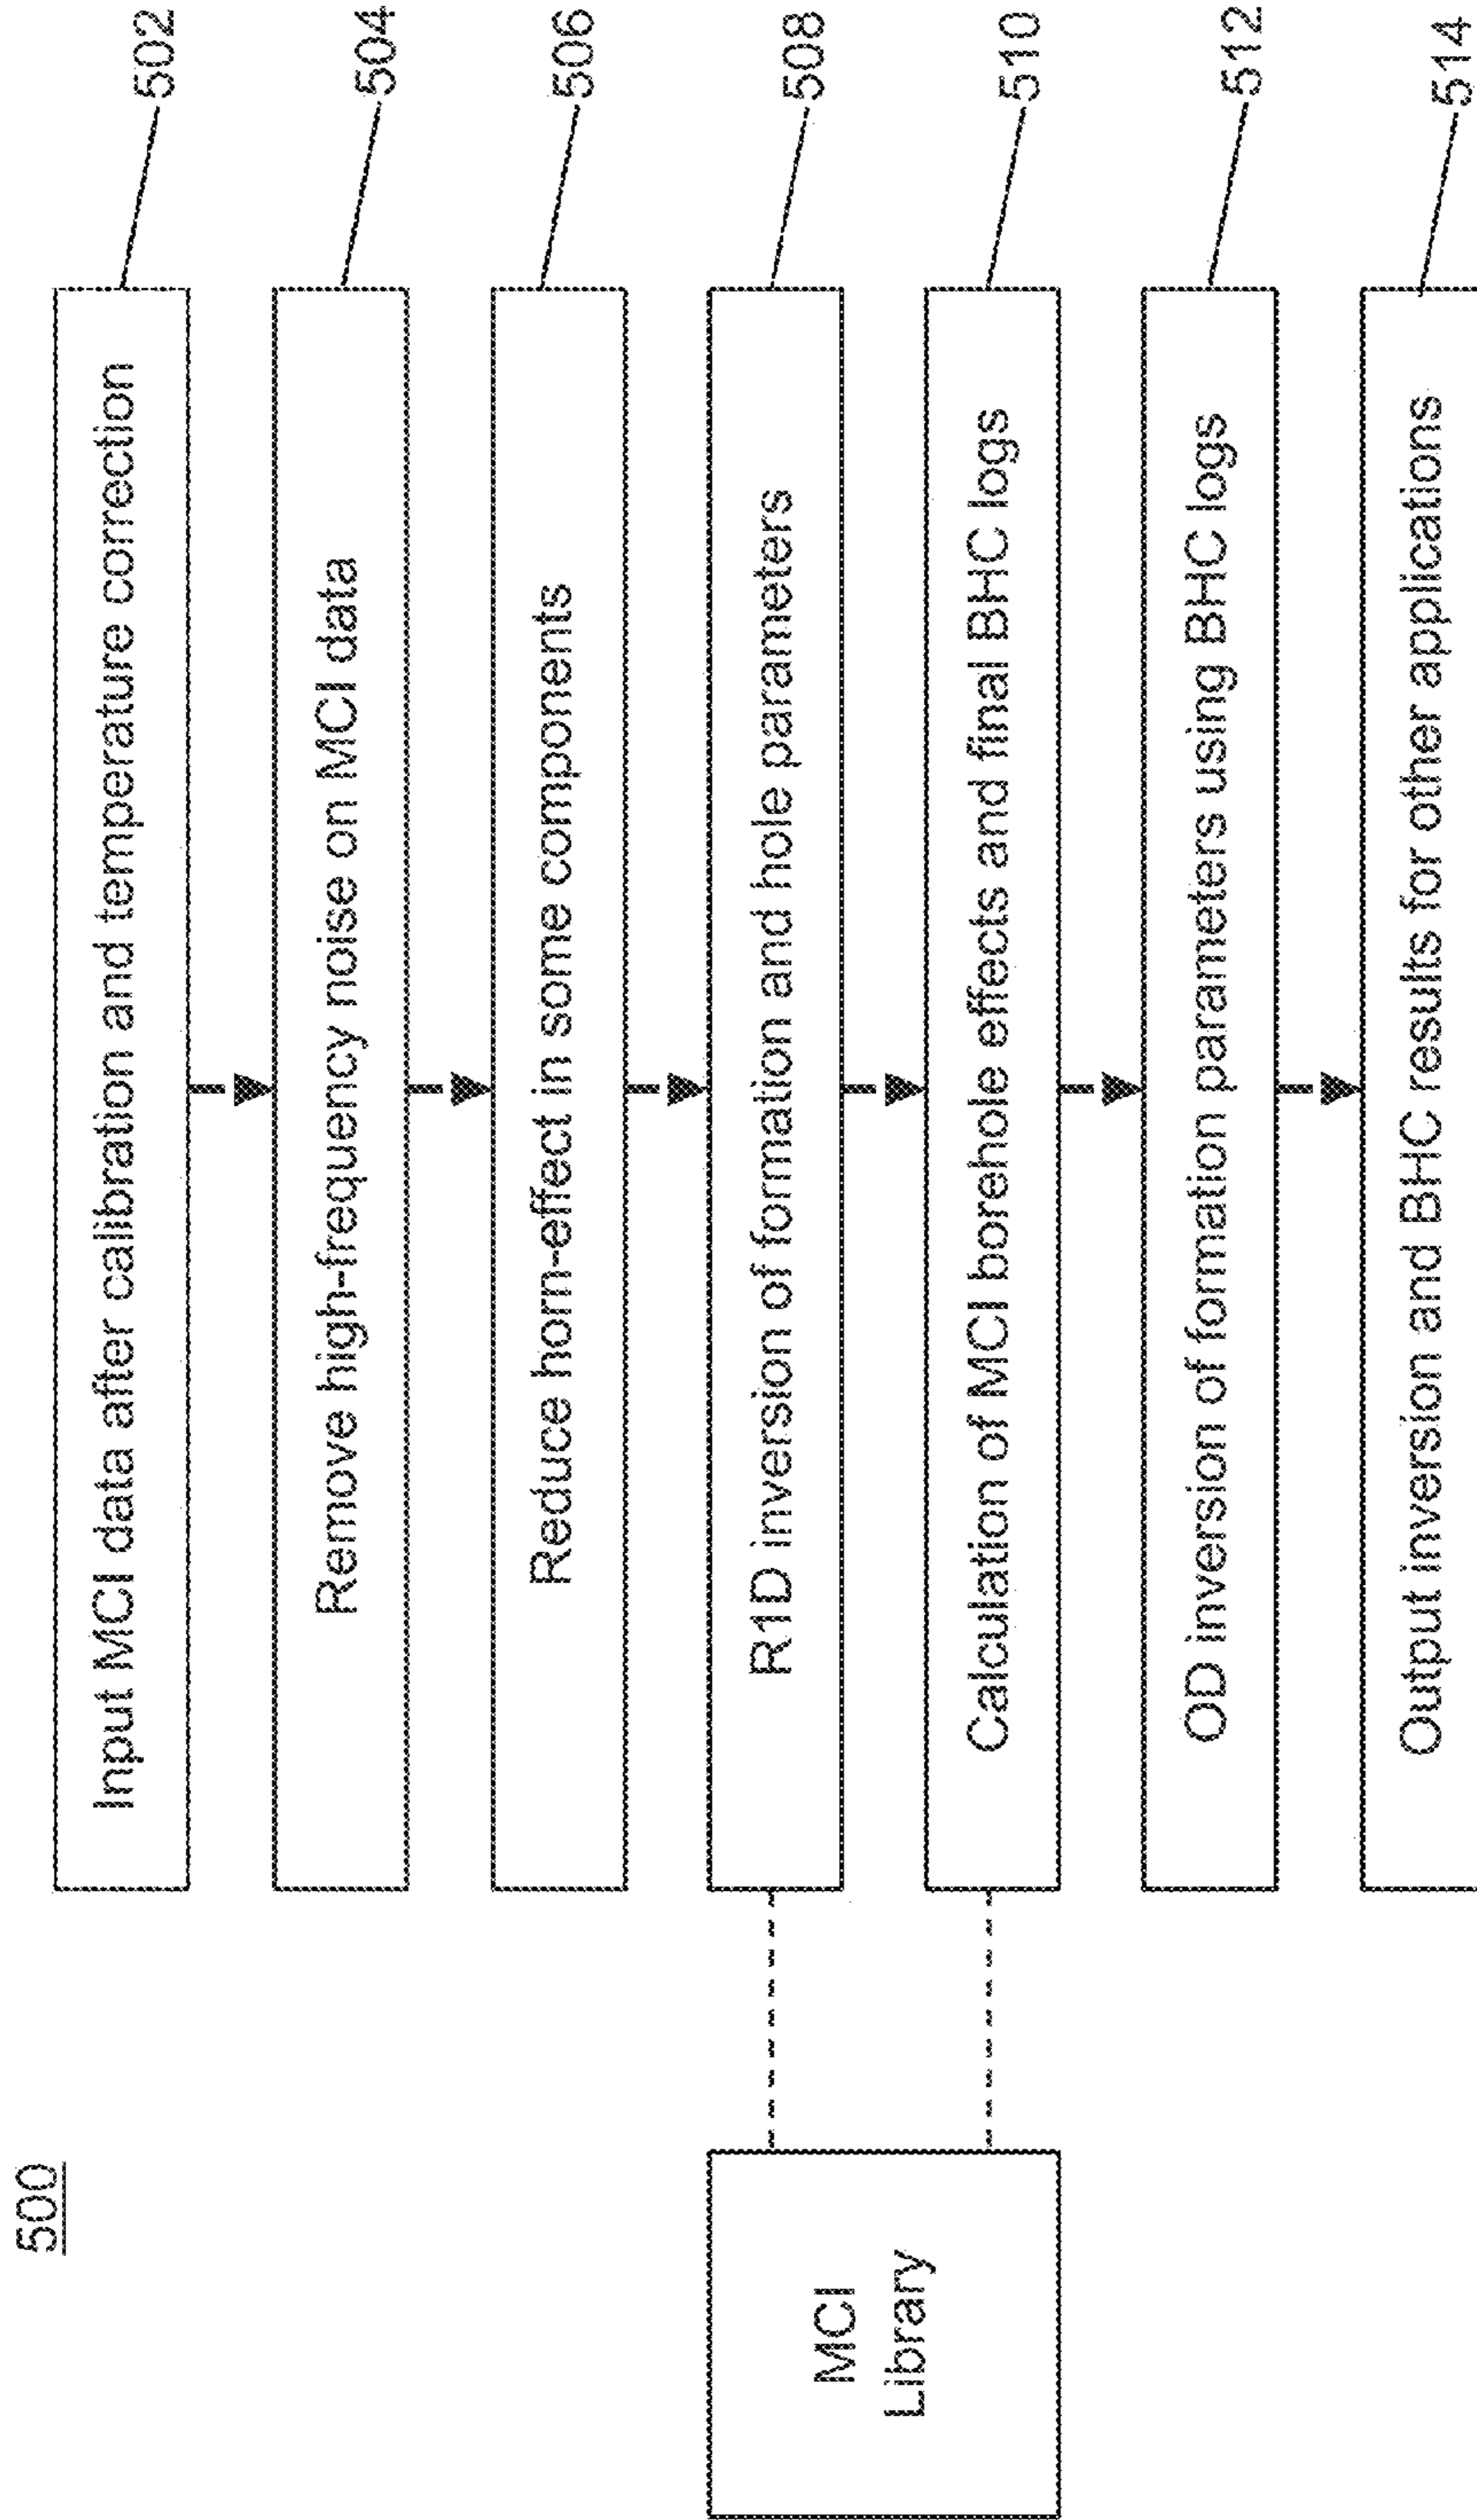 500
Input MCI data after calibration and temperature correction
502
Remove high-frequency noise on MCI data
504
Reduce horn-effect in some components
506
R1D inversion of formation and hole parameters
508
MCI
Library
Calculation of MCI borehole effects and final BHC logs
510
OD inversion of formation parameters using BHC logs
512
Output inversion and BHC results for other applications
514